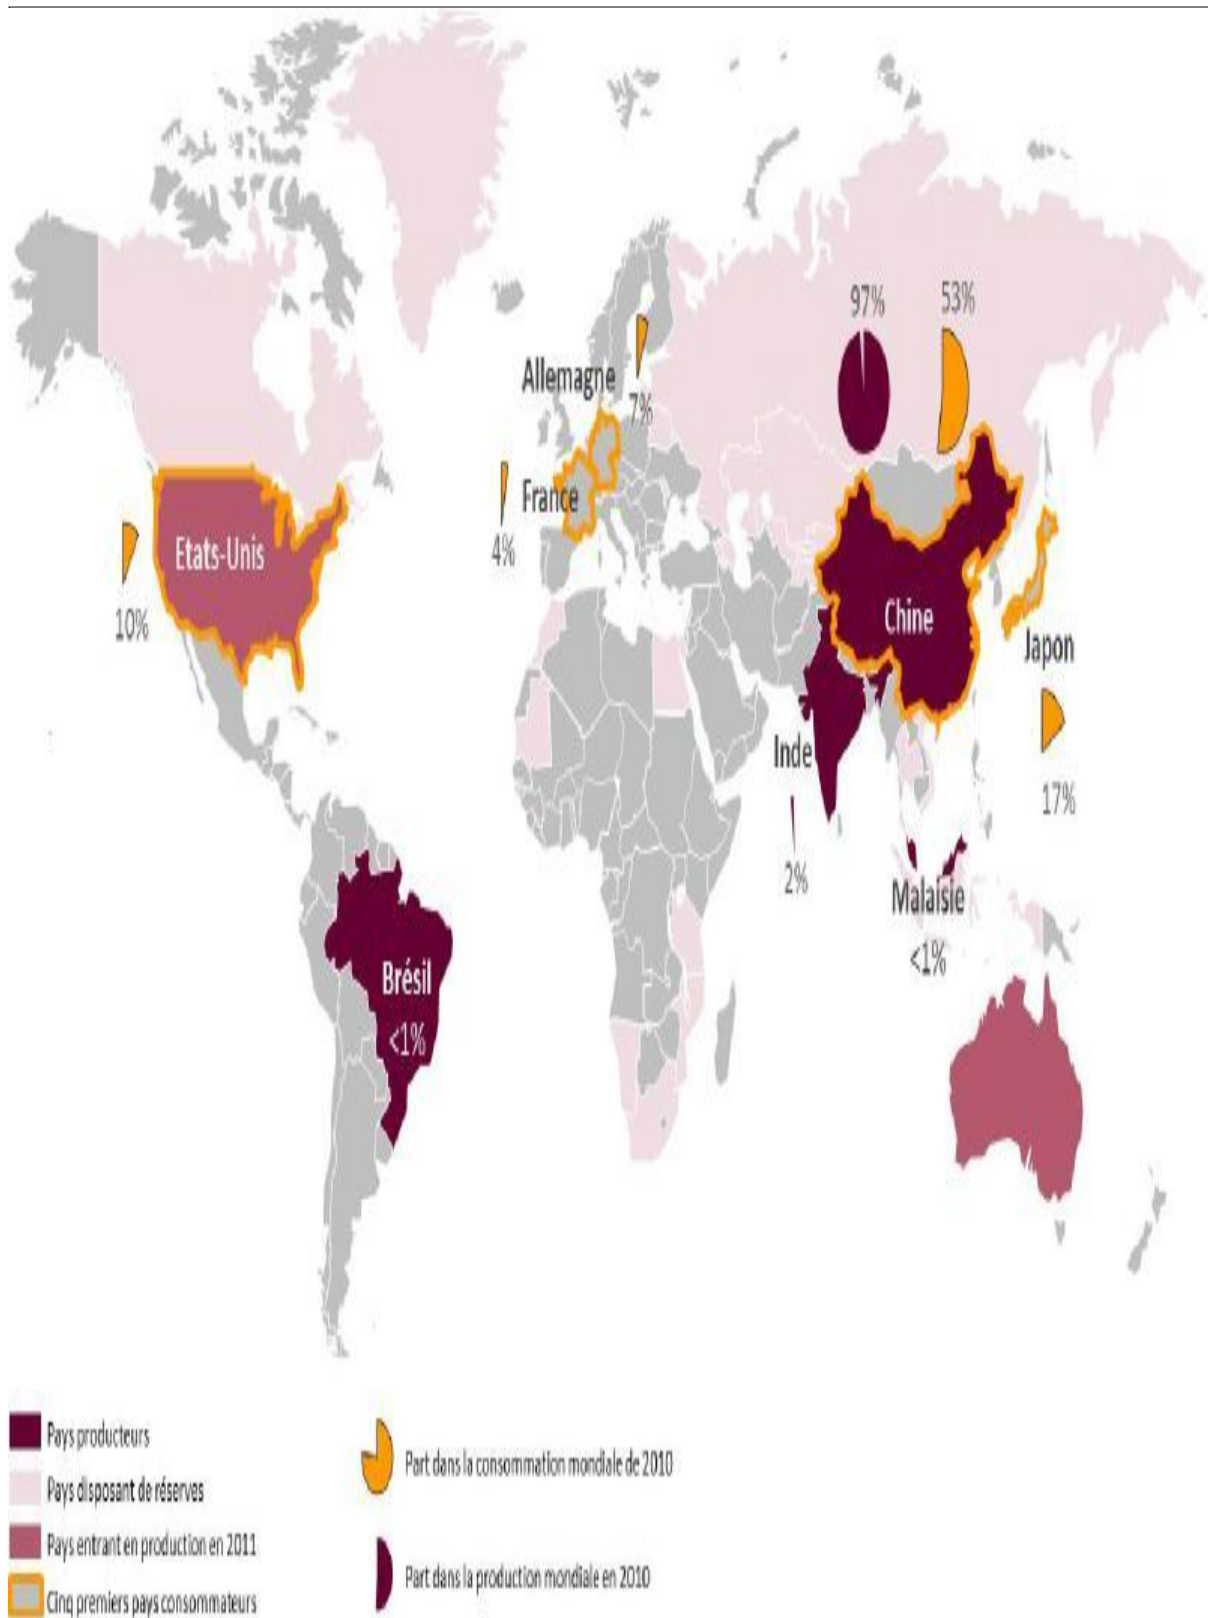 97%
53%
Allemagne
7%
France
4%
Etats-Unis
10%
Chine
Japon
17%
Inde
2%
Malaisie
<1%
Brésil
<1%
Pays producteurs
Pays disposant de réserves
Pays entrant en production en 2011
Cinq premiers pays consommateurs
Part dans la consommation mondiale de 2010
Part dans la production mondiale en 2010